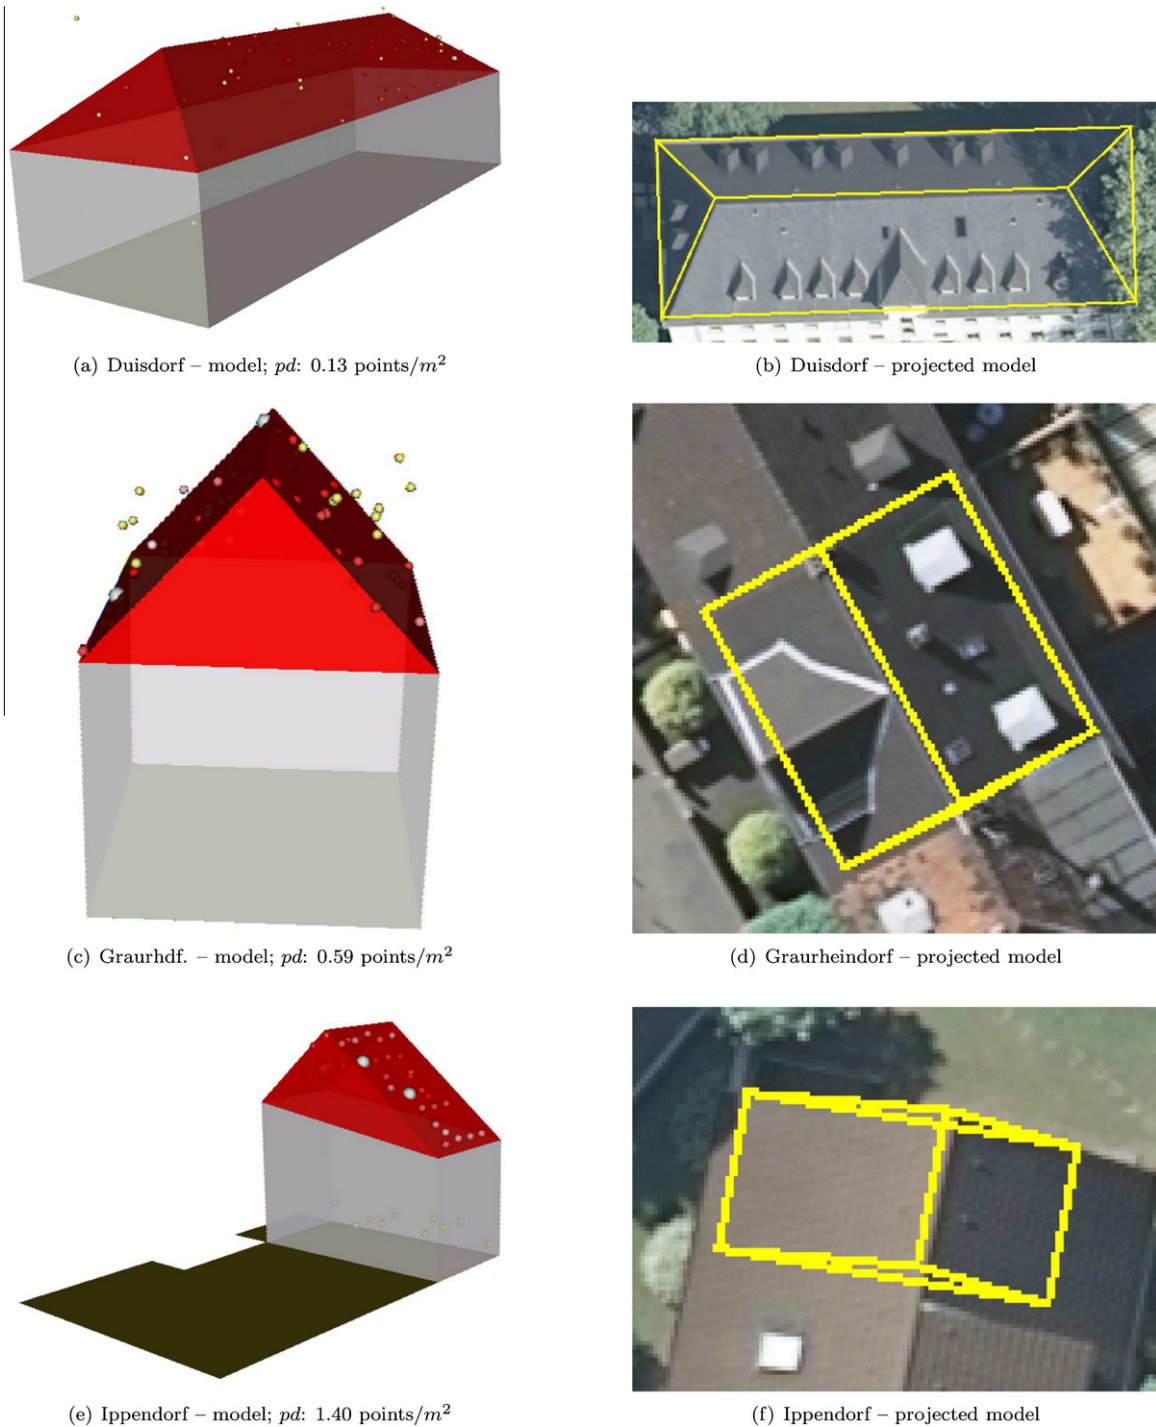 (a) Duisdorf – model; pd: 0.13 points/m²
(b) Duisdorf – projected model
(c) Graurhdf. – model; pd: 0.59 points/m²
(d) Graurheindorf – projected model
(e) Ippendorf – model; pd: 1.40 points/m²
(f) Ippendorf – projected model